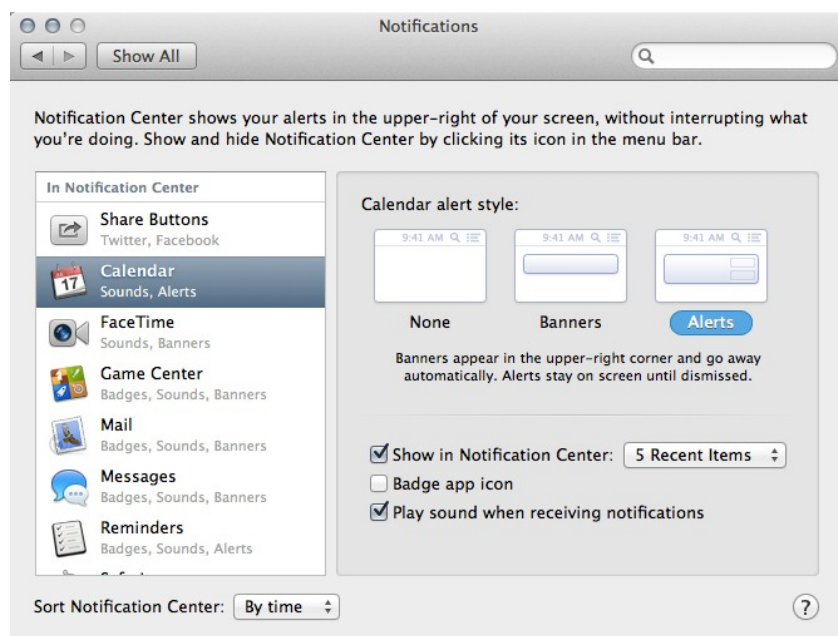 Notifications
Show All
Notification Center shows your alerts in the upper-right of your screen, without interrupting what
you're doing. Show and hide Notification Center by clicking its icon in the menu bar.
In Notification Center
Share Buttons
Twitter, Facebook
17
Calendar
Sounds, Alerts
FaceTime
Sounds, Banners
Game Center
Badges, Sounds, Banners
Mail
Badges, Sounds, Banners
Messages
Badges, Sounds, Banners
Reminders
Badges, Sounds, Alerts
Calendar alert style:
9:41 AM
9:41 AM
9:41 AM
None
Banners
Alerts
Banners appear in the upper-right corner and go away
automatically. Alerts stay on screen until dismissed.
Show in Notification Center: 5 Recent Items
Badge app icon
Play sound when receiving notifications
Sort Notification Center: By time
?